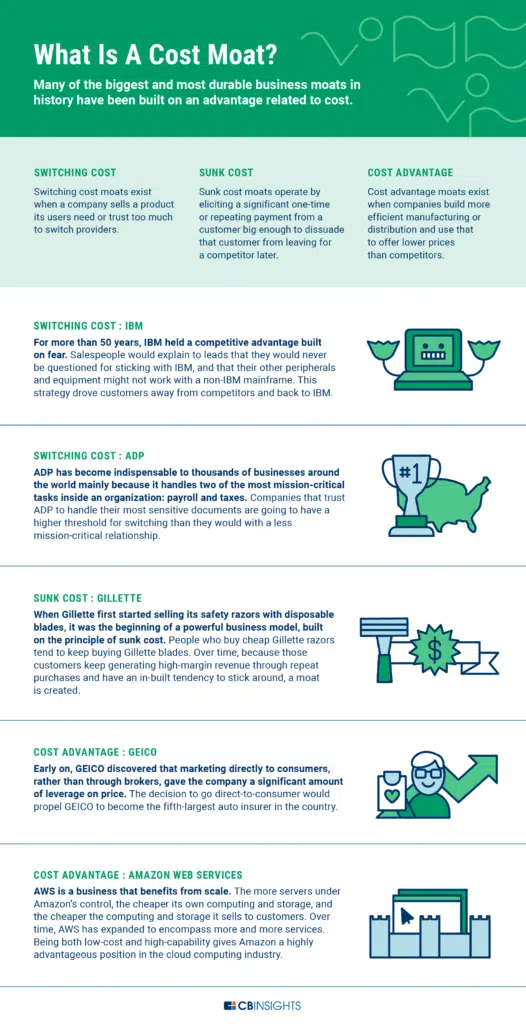 What Is A Cost Moat?
Many of the biggest and most durable business moats in
history have been built on an advantage related to cost.
SWITCHING COST
Switching cost moats exist
when a company sells a product
its users need or trust too much
to switch providers.
SUNK COST
Sunk cost moats operate by
eliciting a significant one-time
or repeating payment from a
customer big enough to dissuade
that customer from leaving for
a competitor later.
COST ADVANTAGE
Cost advantage moats exist
when companies build more
efficient manufacturing or
distribution and use that
to offer lower prices
than competitors.
SWITCHING COST : IBM
For more than 50 years, IBM held a competitive advantage built
on fear. Salespeople would explain to leads that they would never
be questioned for sticking with IBM, and that their other peripherals
and equipment might not work with a non-IBM mainframe. This
strategy drove customers away from competitors and back to IBM.
SWITCHING COST : ADP
ADP has become indispensable to thousands of businesses around
the world mainly because it handles two of the most mission-critical
tasks inside an organization: payroll and taxes. Companies that trust
ADP to handle their most sensitive documents are going to have a
higher threshold for switching than they would with a less
mission-critical relationship.
#1
SUNK COST : GILLETTE
When Gillette first started selling its safety razors with disposable
blades, it was the beginning of a powerful business model, built
on the principle of sunk cost. People who buy cheap Gillette razors
tend to keep buying Gillette blades. Over time, because those
customers keep generating high-margin revenue through repeat
purchases and have an in-built tendency to stick around, a moat
is created.
$
COST ADVANTAGE : GEICO
Early on, GEICO discovered that marketing directly to consumers,
rather than through brokers, gave the company a significant amount
of leverage on price. The decision to go direct-to-consumer would
propel GEICO to become the fifth-largest auto insurer in the country.
COST ADVANTAGE : AMAZON WEB SERVICES
AWS is a business that benefits from scale. The more servers under
Amazon's control, the cheaper its own computing and storage, and
the cheaper the computing and storage it sells to customers. Over
time, AWS has expanded to encompass more and more services.
Being both low-cost and high-capability gives Amazon a highly
advantageous position in the cloud computing industry.
CBINSIGHTS